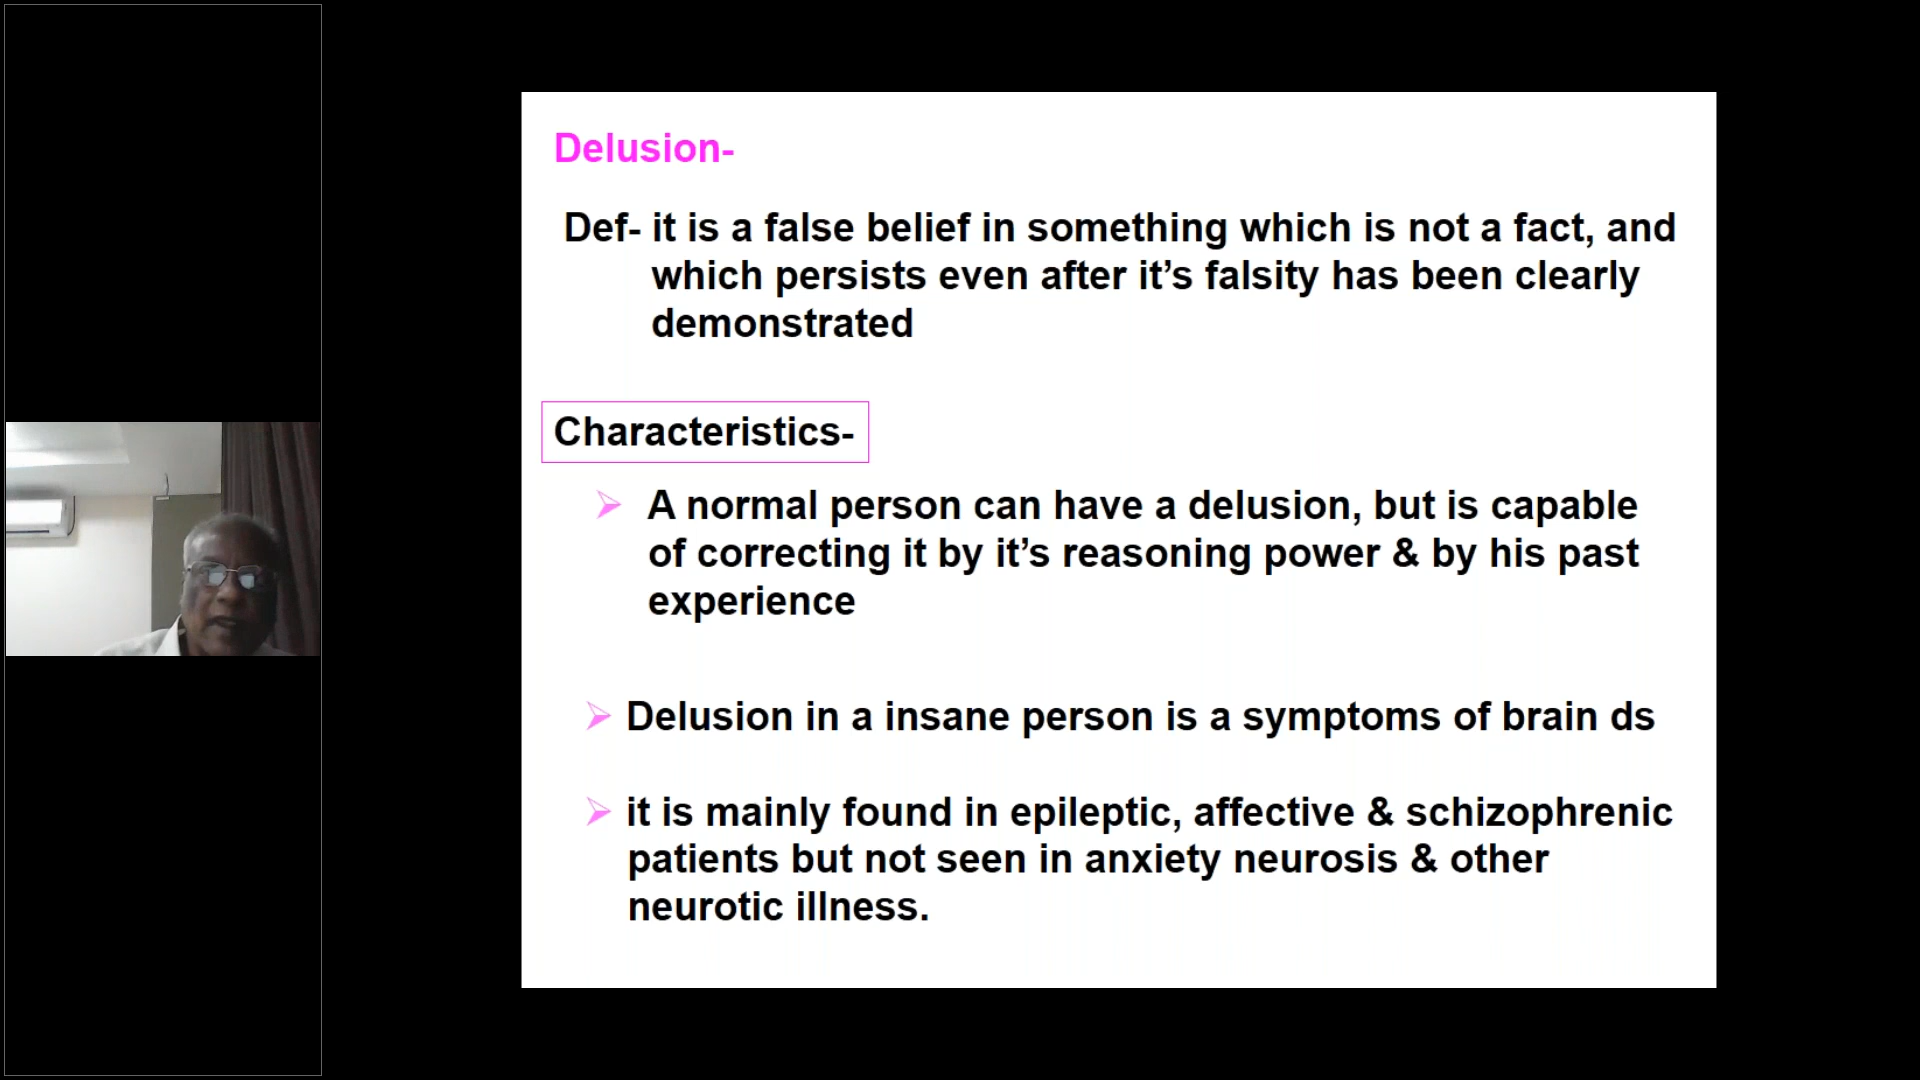 Delusion-
Def- it is a false belief in something which is not a fact, and
which persists even after it’s falsity has been clearly
demonstrated
Characteristics-
A normal person can have a delusion, but is capable
of correcting it by it’s reasoning power & by his past
experience
Delusion in a insane person is a symptoms of brain ds
it is mainly found in epileptic, affective & schizophrenic
patients but not seen in anxiety neurosis & other
neurotic illness.